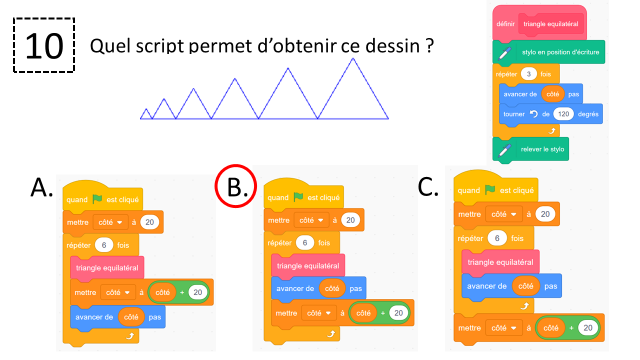 10
Quel script permet d'obtenir ce dessin ?
définir triangle equilatéral
stylo en position d'écriture
répéter 3 fois
avancer de côté pas
tourner de 120 degrés
relever le stylo
A.
quand est cliqué
mettre côté à 20
répéter 6 fois
triangle equilatéral
mettre côté à côté + 20
avancer de côté pas
B.
quand est cliqué
mettre côté à 20
répéter 6 fois
triangle equilatéral
avancer de côté pas
mettre côté à côté + 20
C.
quand est cliqué
mettre côté à 20
répéter 6 fois
triangle equilatéral
avancer de côté pas
mettre côté à côté + 20